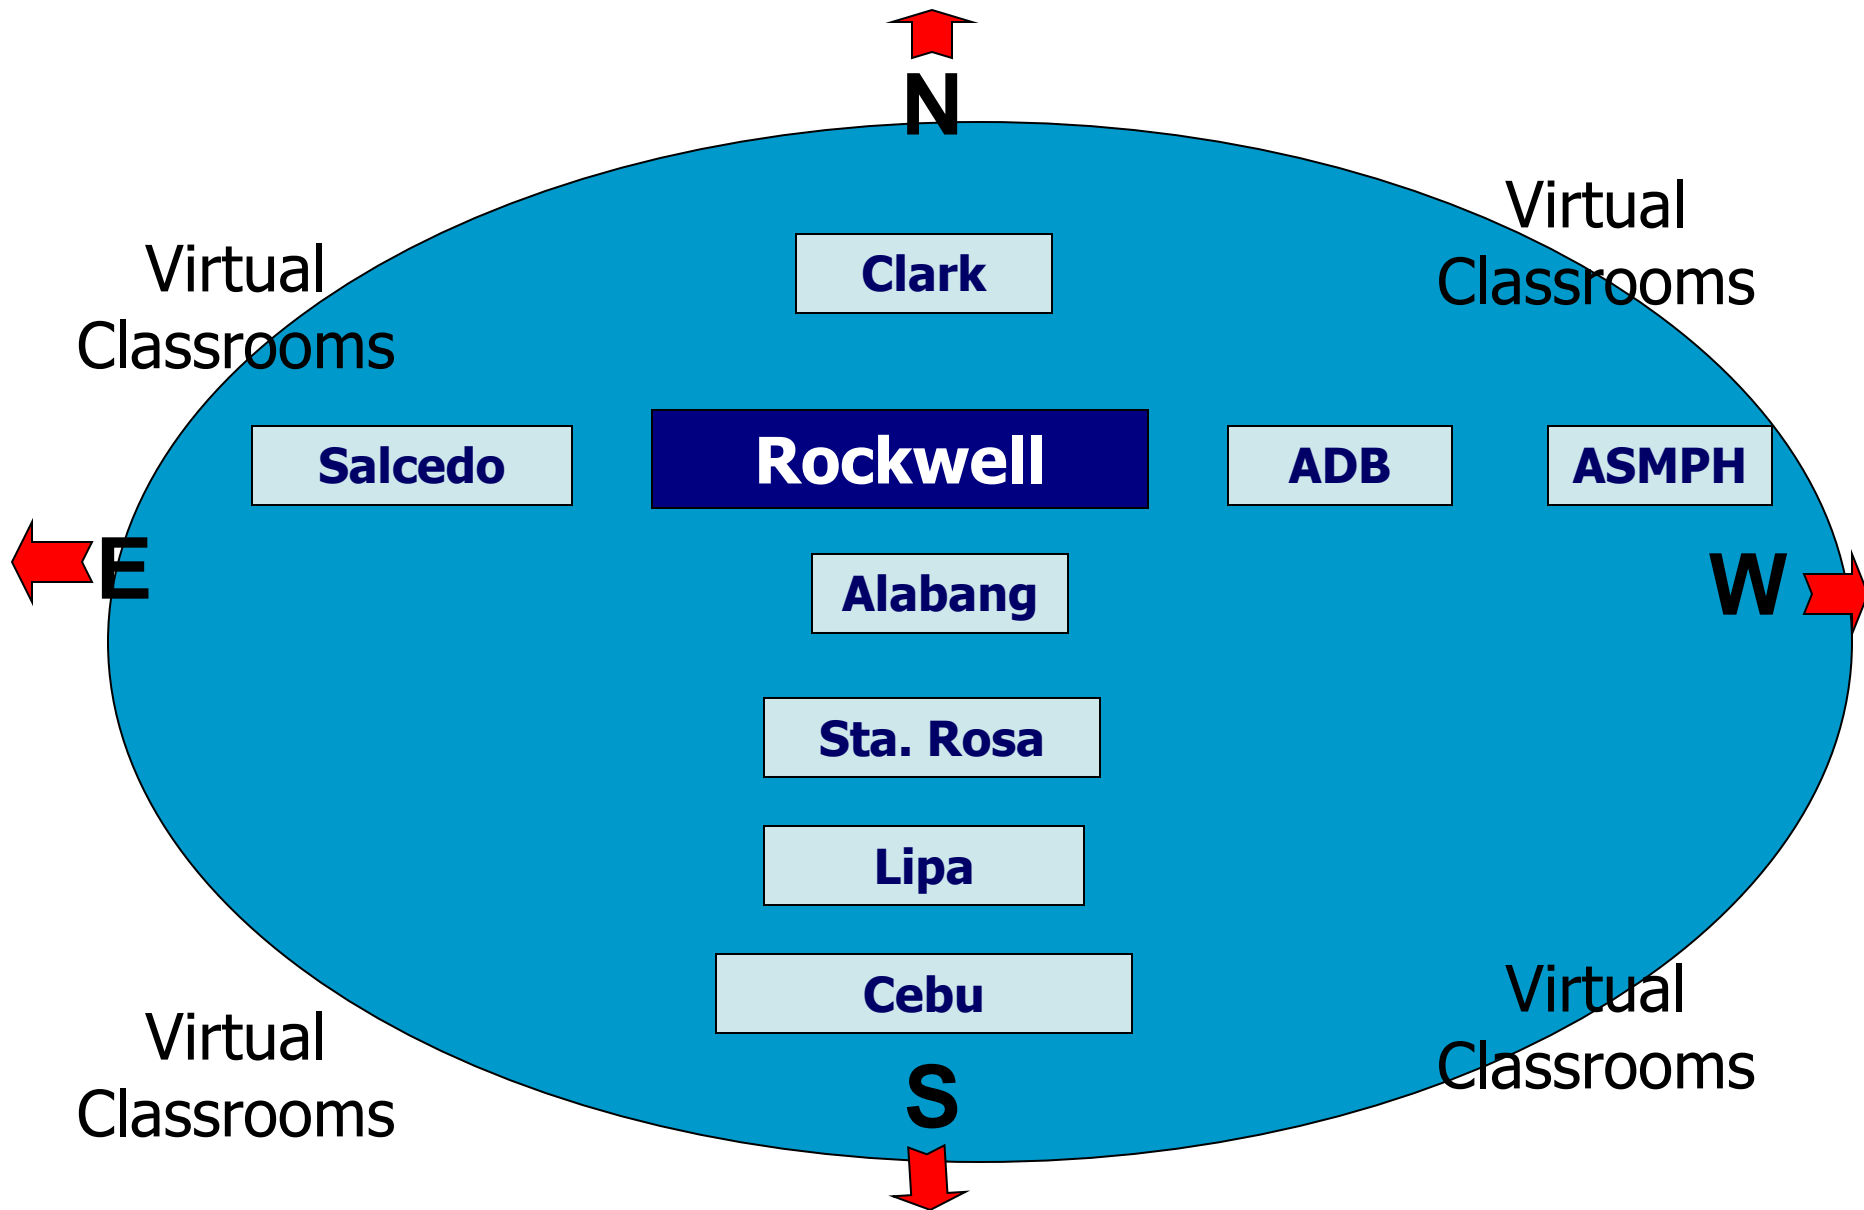 N
Virtual
Classrooms
Virtual
Classrooms
Clark
Salcedo
Rockwell
ADB
ASMPH
E
W
Alabang
Sta. Rosa
Lipa
Cebu
Virtual
Classrooms
Virtual
Classrooms
S